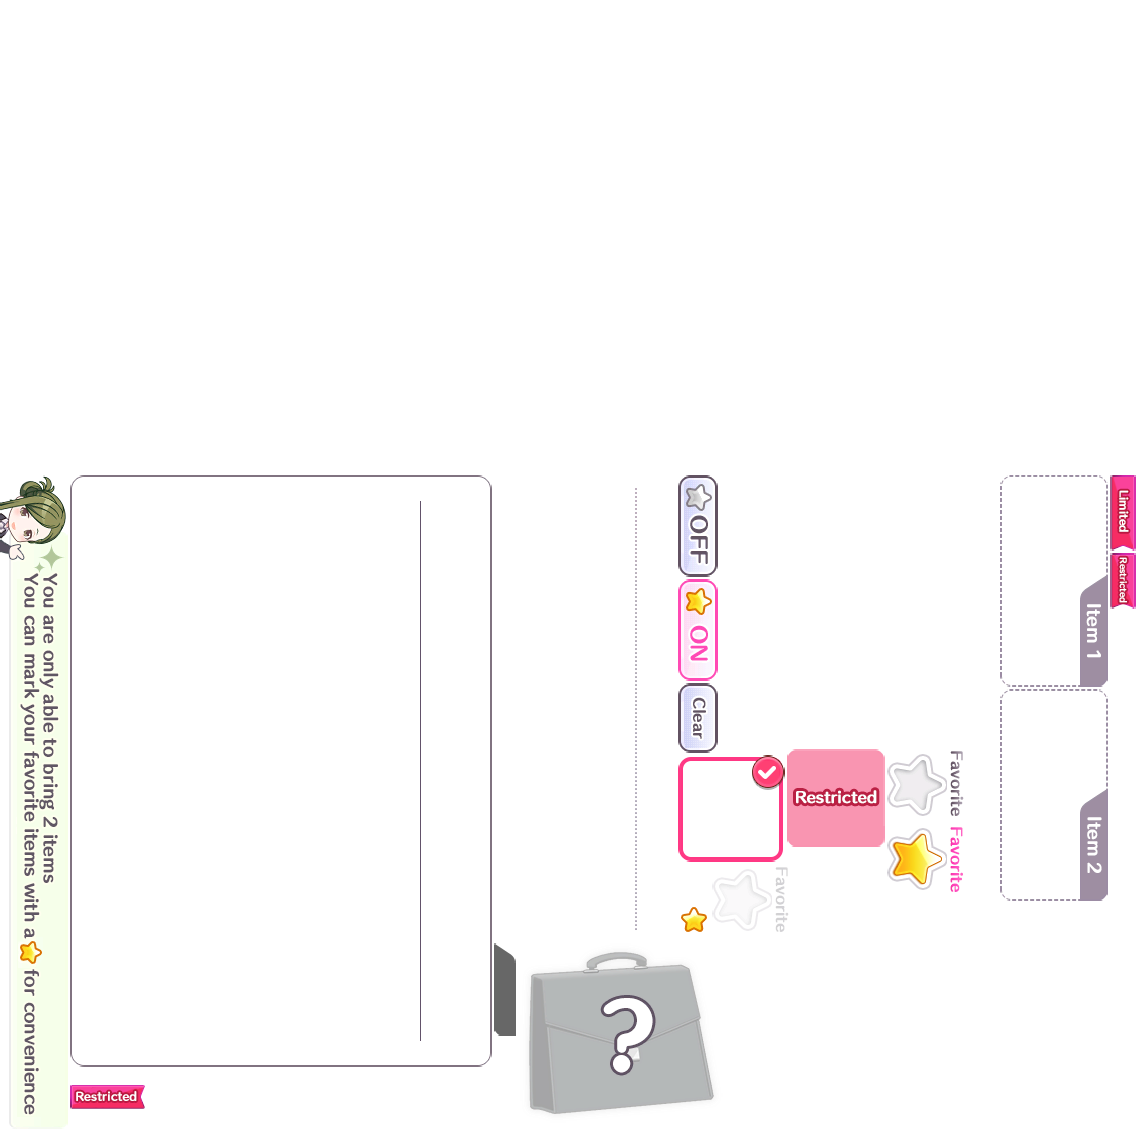 Limited
Restricted
Item 1
Item 2
OFF
ON
Clear
Favorite
Favorite
Restricted
Favorite
?
You are only able to bring 2 items
You can mark your favorite items with a ⭐ for convenience
Restricted